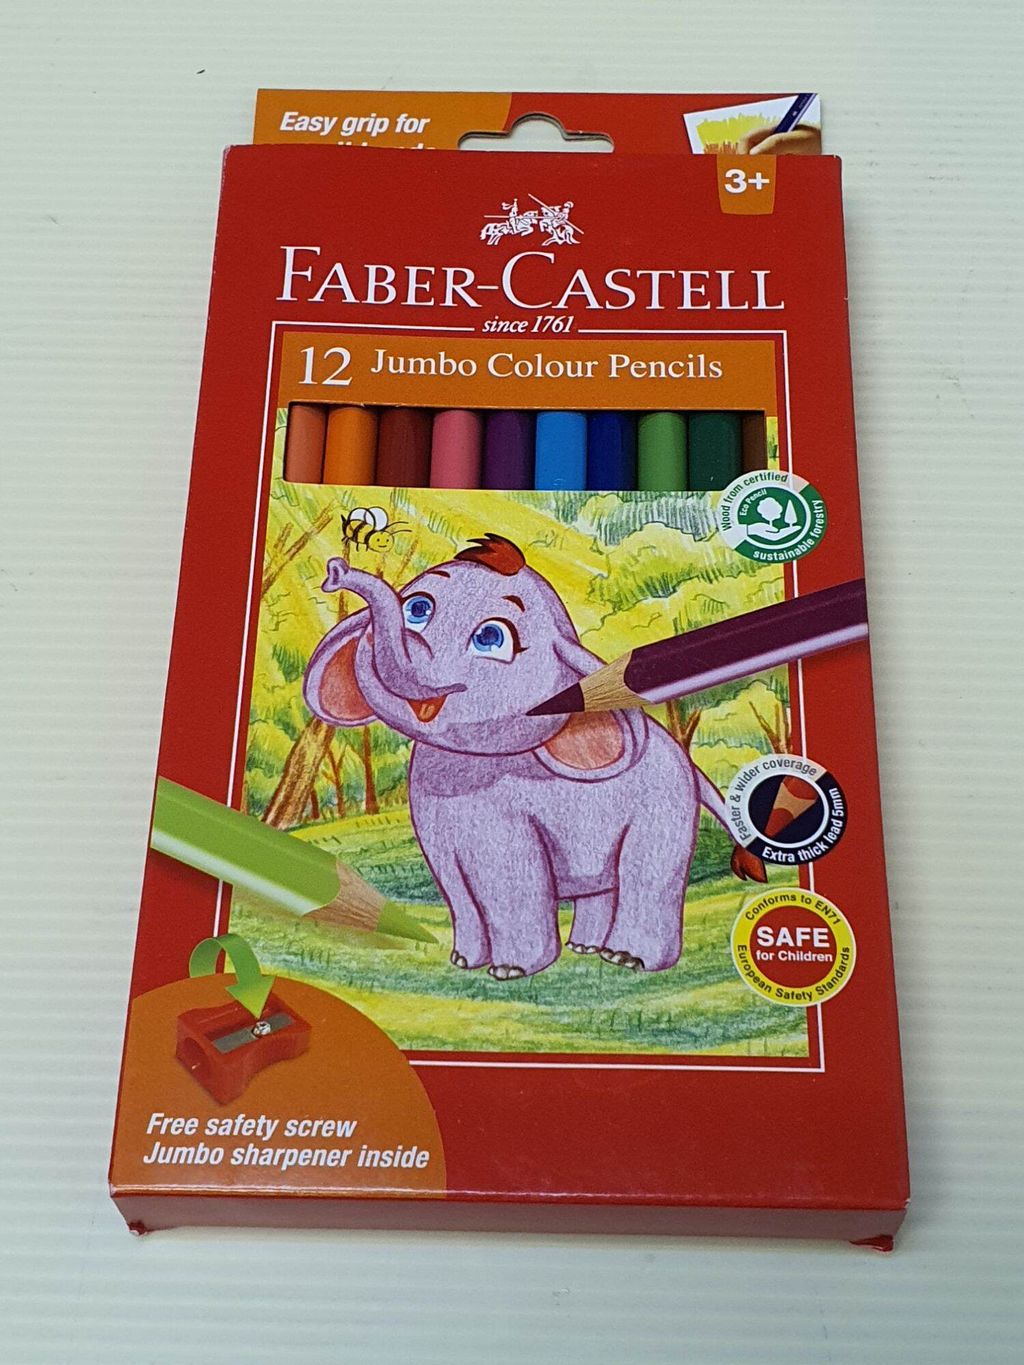 Easy grip for
3+
FABER-CASTELL
since 1761
12 Jumbo Colour Pencils
Wood from certified
sustainable forestry
Eco Pencil
Faster & wider coverage
Extra thick lead 5mm
Conforms to EN71
SAFE
for Children
European Safety Standards
Free safety screw
Jumbo sharpener inside